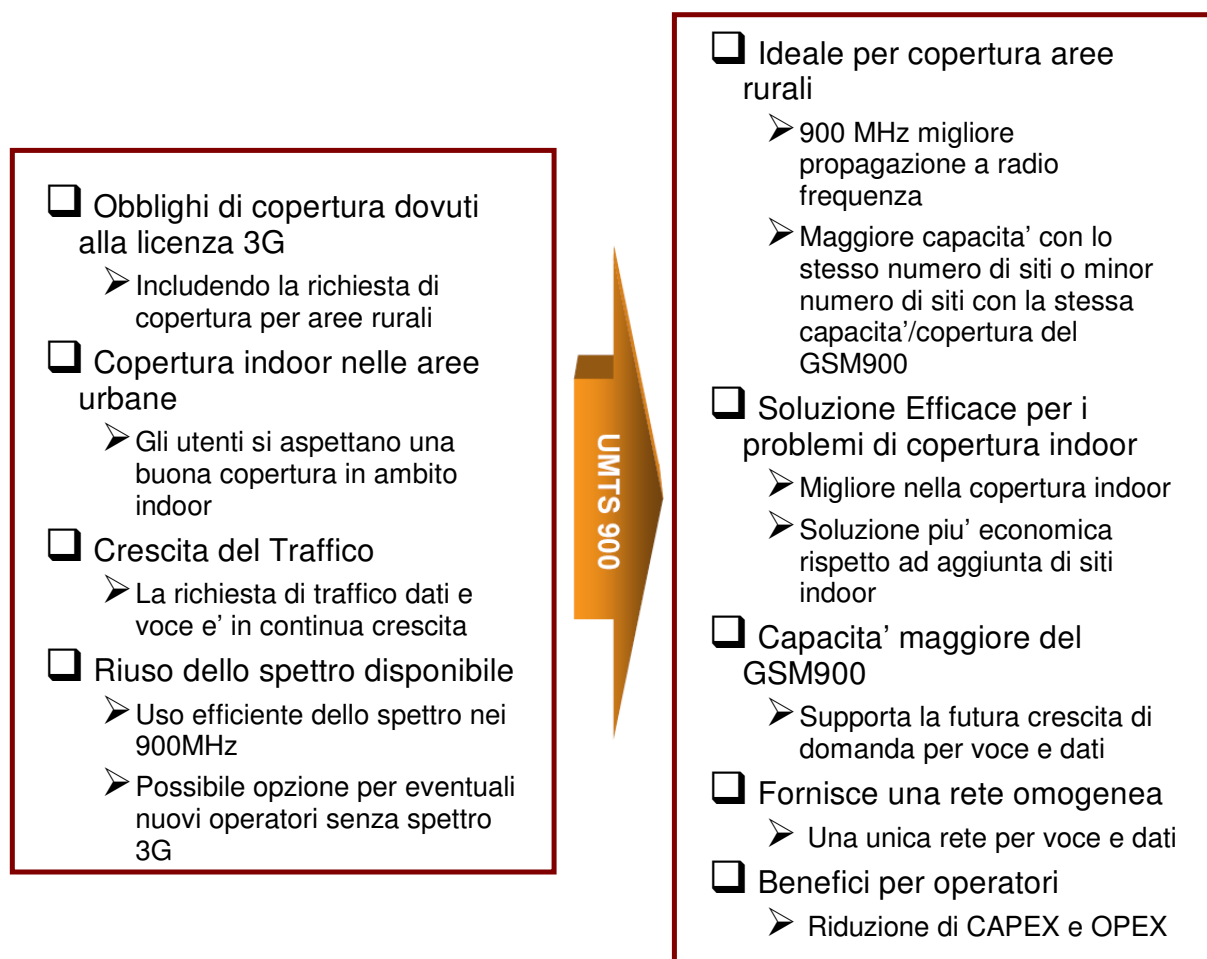 Obblighi di copertura dovuti
alla licenza 3G
Includendo la richiesta di
copertura per aree rurali
Copertura indoor nelle aree
urbane
Gli utenti si aspettano una
buona copertura in ambito
indoor
Crescita del Traffico
La richiesta di traffico dati e
voce e' in continua crescita
Riuso dello spettro disponibile
Uso efficiente dello spettro nei
900MHz
Possibile opzione per eventuali
nuovi operatori senza spettro
3G
UMTS 900
Ideale per copertura aree
rurali
900 MHz migliore
propagazione a radio
frequenza
Maggiore capacita' con lo
stesso numero di siti o minor
numero di siti con la stessa
capacita'/copertura del
GSM900
Soluzione Efficace per i
problemi di copertura indoor
Migliore nella copertura indoor
Soluzione piu' economica
rispetto ad aggiunta di siti
indoor
Capacita' maggiore del
GSM900
Supporta la futura crescita di
domanda per voce e dati
Fornisce una rete omogenea
Una unica rete per voce e dati
Benefici per operatori
Riduzione di CAPEX e OPEX